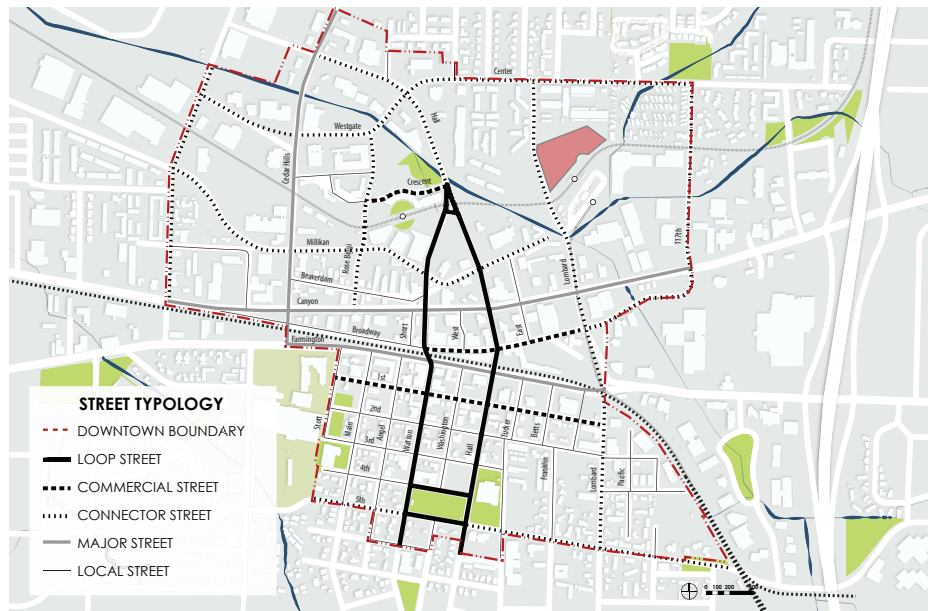 Center
Hall
Westgate
Cedar Hills
Crescent
117th
Millikan
Rose Biggi
Lombard
Beaverdam
Canyon
Short
West
East
Broadway
Farmington
1st
2nd
3rd
4th
5th
Stott
Main
Angel
Watson
Washington
Hall
Tucker
Betts
Franklin
Lombard
Pacific
STREET TYPOLOGY
DOWNTOWN BOUNDARY
LOOP STREET
COMMERCIAL STREET
CONNECTOR STREET
MAJOR STREET
LOCAL STREET
0 100 200